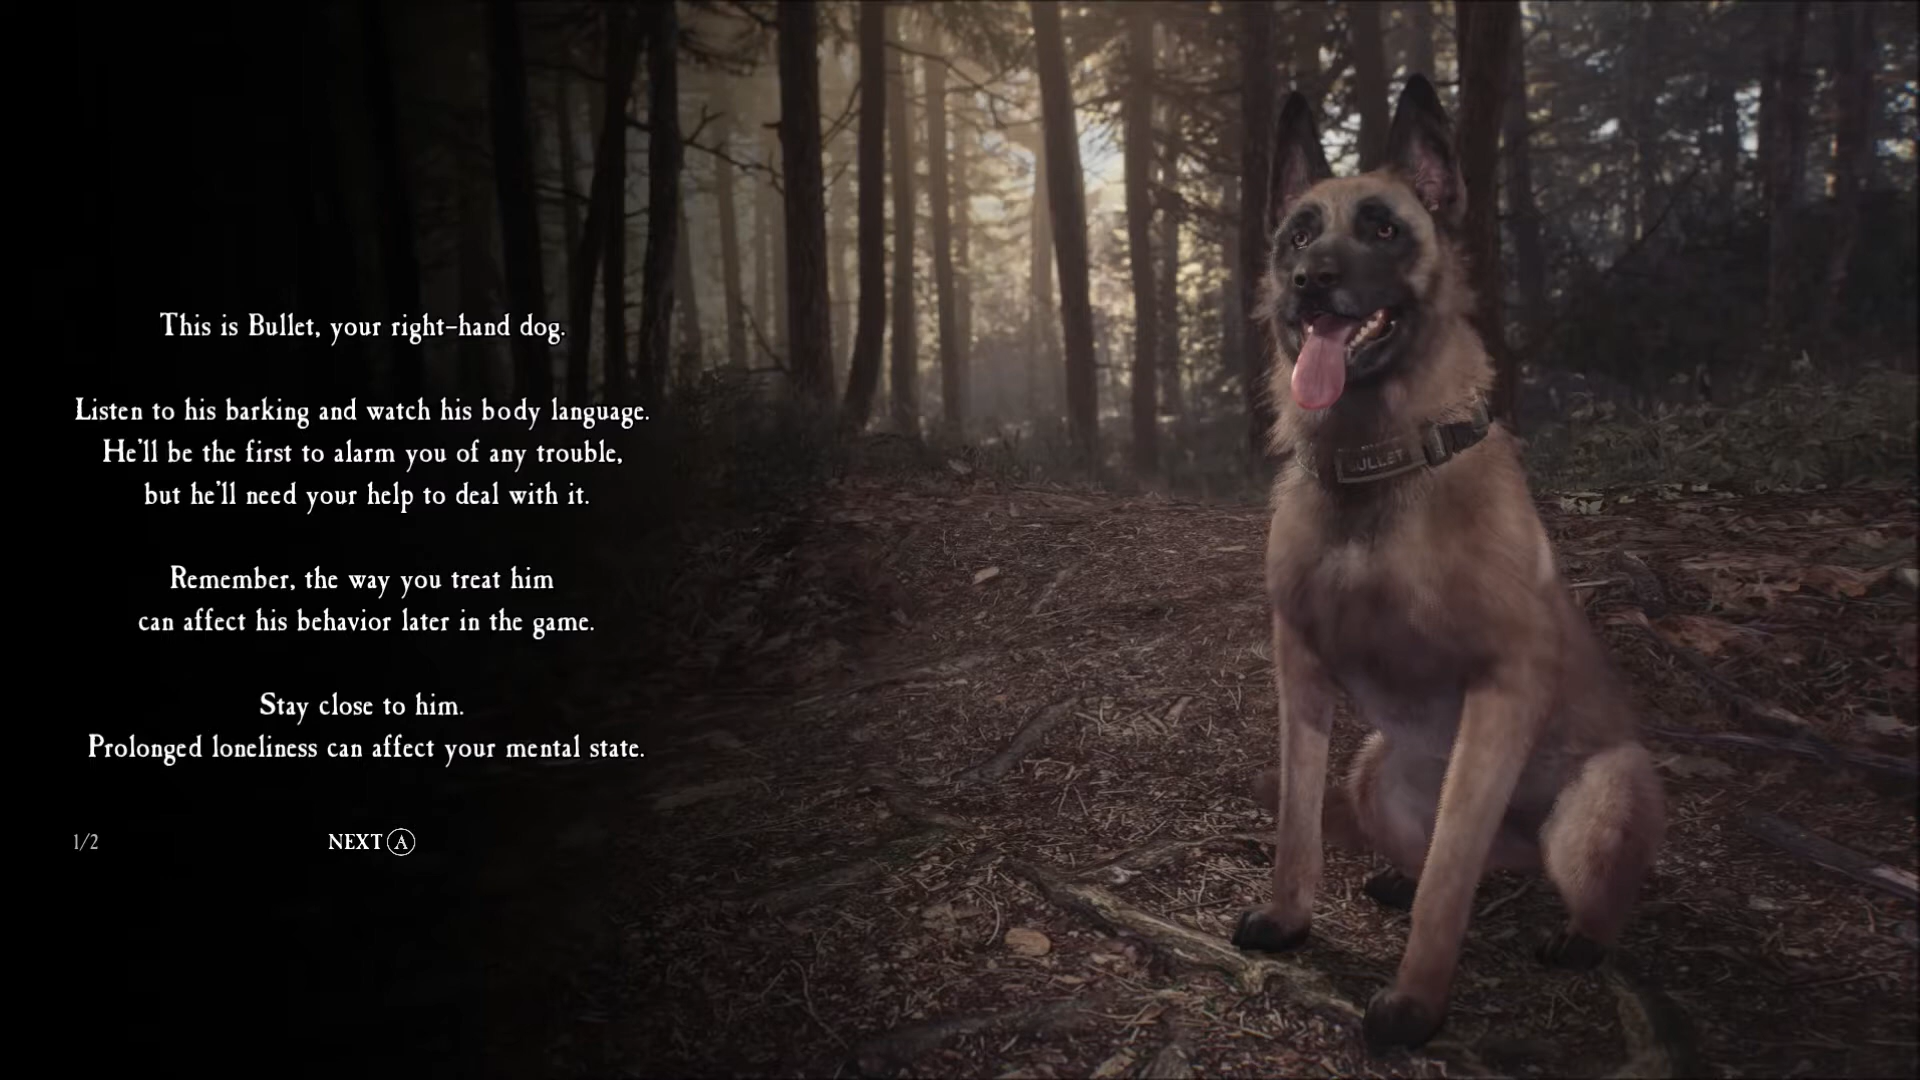 This is Bullet, your right-hand dog.
Listen to his barking and watch his body language.
He'll be the first to alarm you of any trouble,
but he'll need your help to deal with it.
Remember, the way you treat him
can affect his behavior later in the game.
Stay close to him.
Prolonged loneliness can affect your mental state.
1/2
NEXT A
BULLET